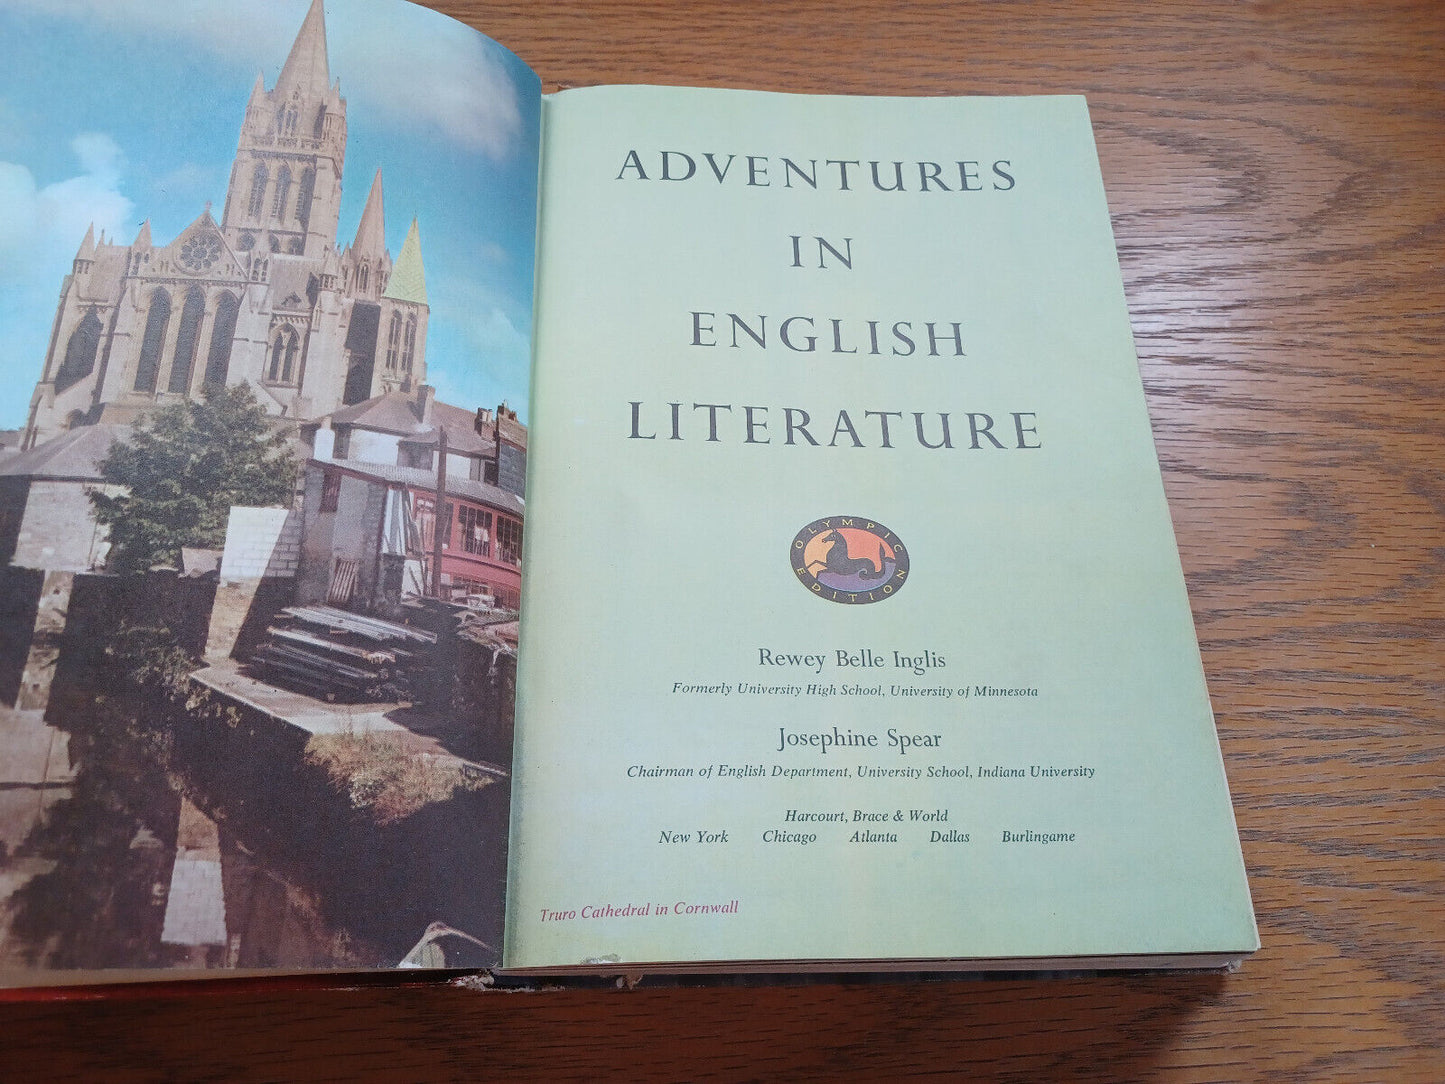 ADVENTURES
IN
ENGLISH
LITERATURE
OLYMPIC
EDITION
Rewey Belle Inglis
Formerly University High School, University of Minnesota
Josephine Spear
Chairman of English Department, University School, Indiana University
Harcourt, Brace & World
New York Chicago Atlanta Dallas Burlingame
Truro Cathedral in Cornwall